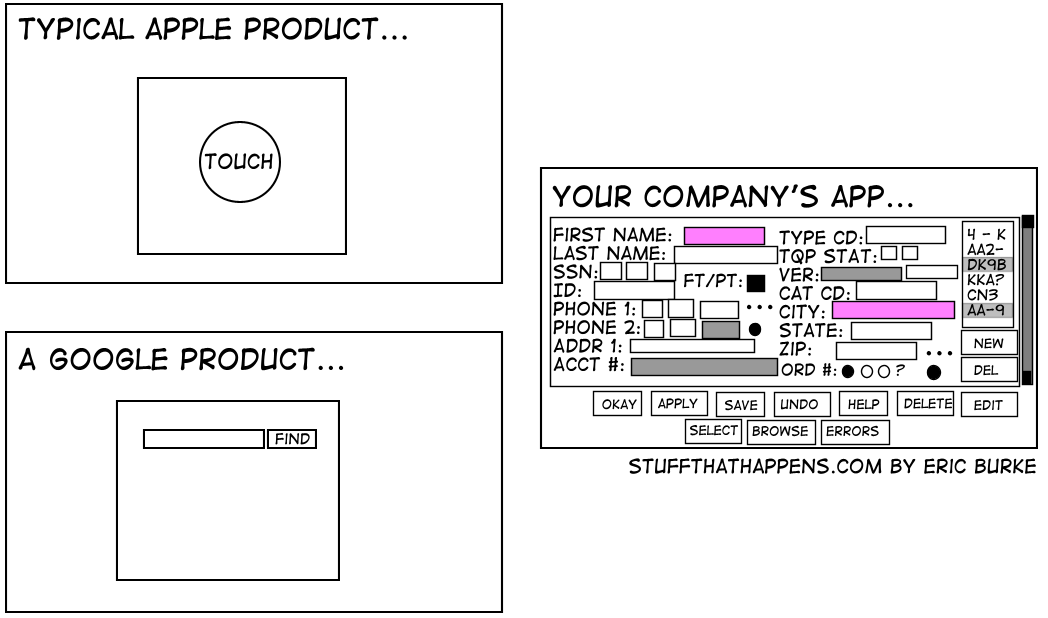 TYPICAL APPLE PRODUCT...
TOUCH
A GOOGLE PRODUCT...
FIND
YOUR COMPANY'S APP...
FIRST NAME:
LAST NAME:
SSN:
FT/PT:
ID:
PHONE 1:
...
PHONE 2:
ADDR 1:
ACCT #:
TYPE CD:
TQP STAT:
VER:
CAT CD:
CITY:
STATE:
ZIP:
...
ORD #: ?
4 - K
AA2-
DK9B
KKA?
CN3
AA-9
NEW
DEL
OKAY APPLY SAVE UNDO HELP DELETE EDIT
SELECT BROWSE ERRORS
STUFFTHATHAPPENS.COM BY ERIC BURKE